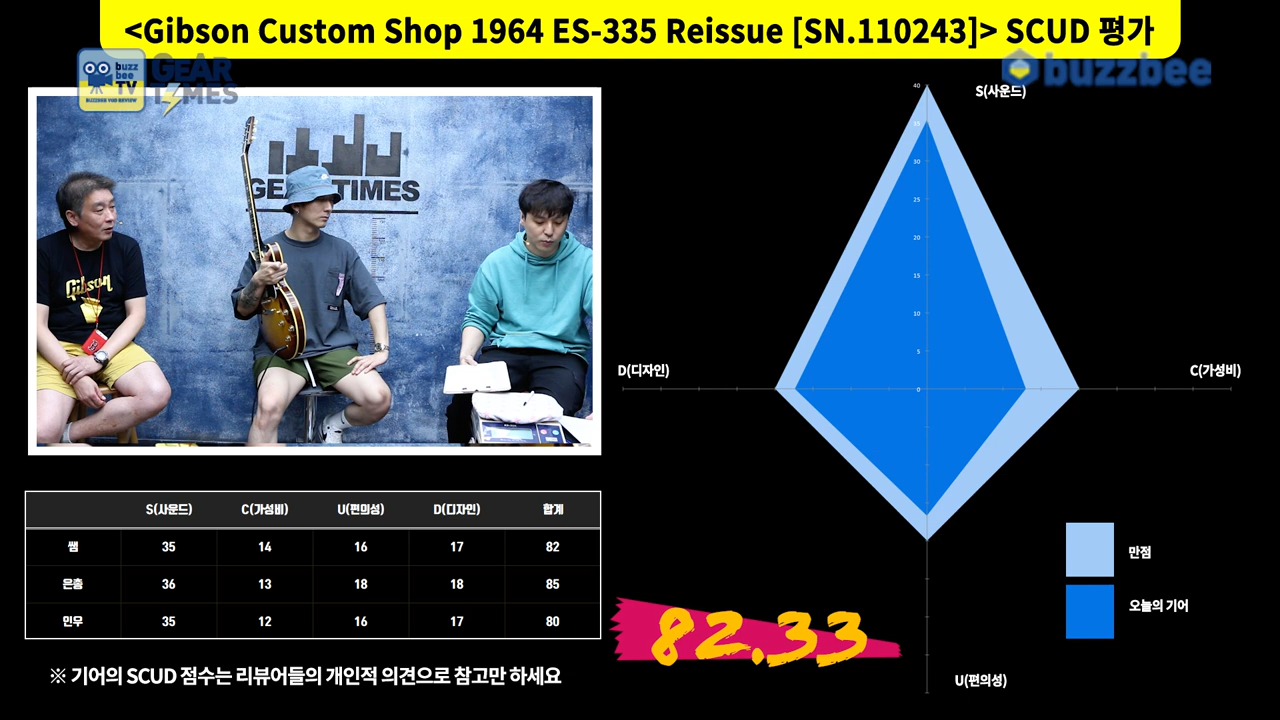 <Gibson Custom Shop 1964 ES-335 Reissue [SN.110243]> SCUD 평가
buzz bee TV
BUZZBEE VOD REVIEW
GEAR TIMES
buzzbee
GEAR TIMES
Gibson
S(사운드)
40
35
30
25
20
15
10
5
0
D(디자인)
C(가성비)
U(편의성)
만점
오늘의 기어
S(사운드) C(가성비) U(편의성) D(디자인) 합계
쌤 35 14 16 17 82
은총 36 13 18 18 85
민우 35 12 16 17 80
82.33
※ 기어의 SCUD 점수는 리뷰어들의 개인적 의견으로 참고만 하세요